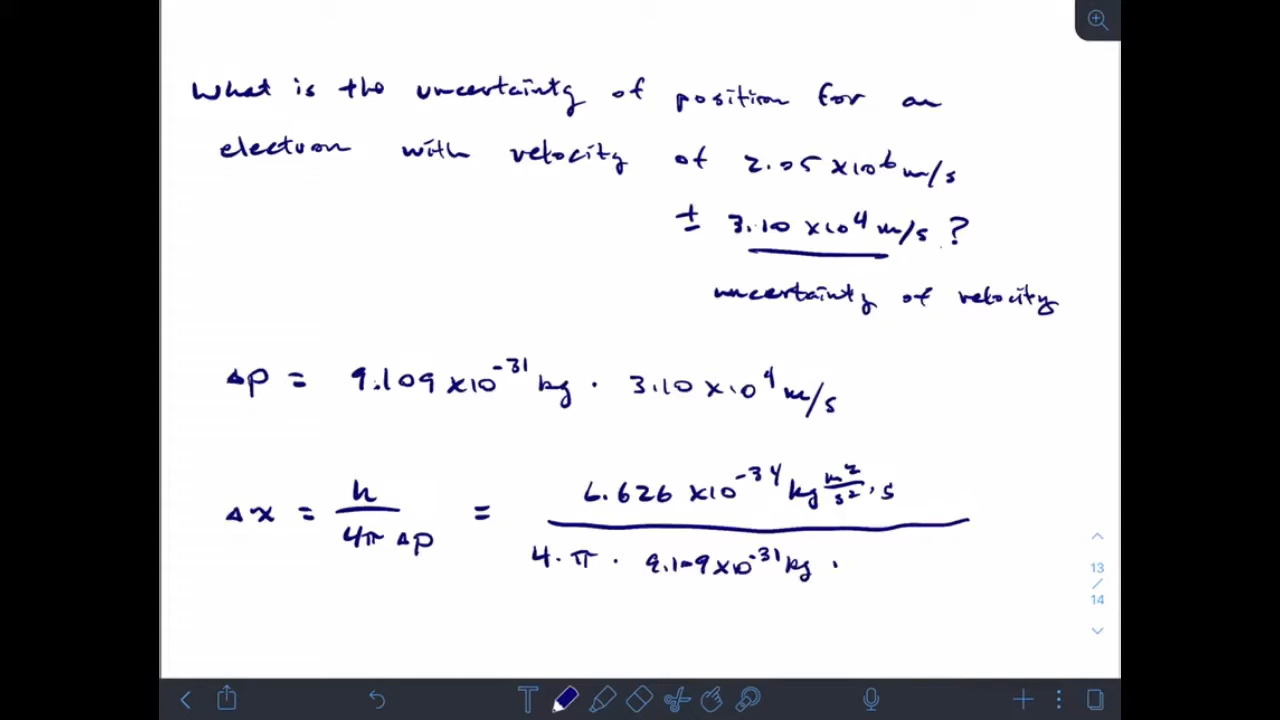 What is the uncertainty of position for an
electron with velocity of 2.05 x10⁶ m/s
± 3.10 x10⁴ m/s ?
uncertainty of velocity
Δp = 9.109 x10⁻³¹ kg · 3.10 x10⁴ m/s
Δx = h / 4π Δp = 6.626 x10⁻³⁴ kg m²/s² · s / 4 · π · 9.109 x10⁻³¹ kg ·
13
/
14
T